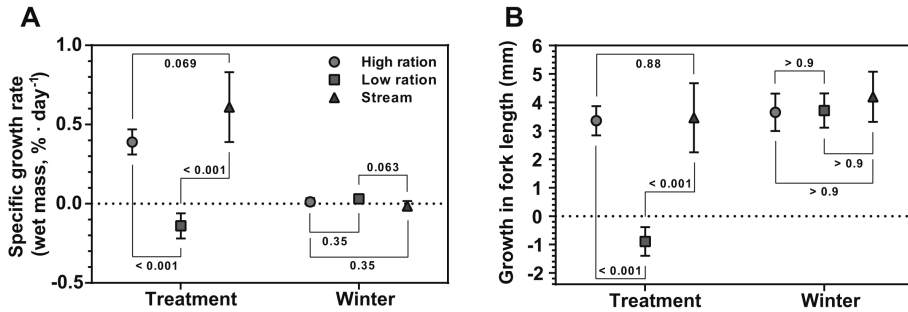 A
Specific growth rate
(wet mass, % · day⁻¹)
1.0
0.5
0.0
-0.5
0.069
High ration
Low ration
Stream
< 0.001
0.063
0.35
0.35
< 0.001
Treatment
Winter
B
Growth in fork length (mm)
6
5
4
3
2
1
0
-1
-2
0.88
> 0.9
< 0.001
> 0.9
> 0.9
< 0.001
Treatment
Winter